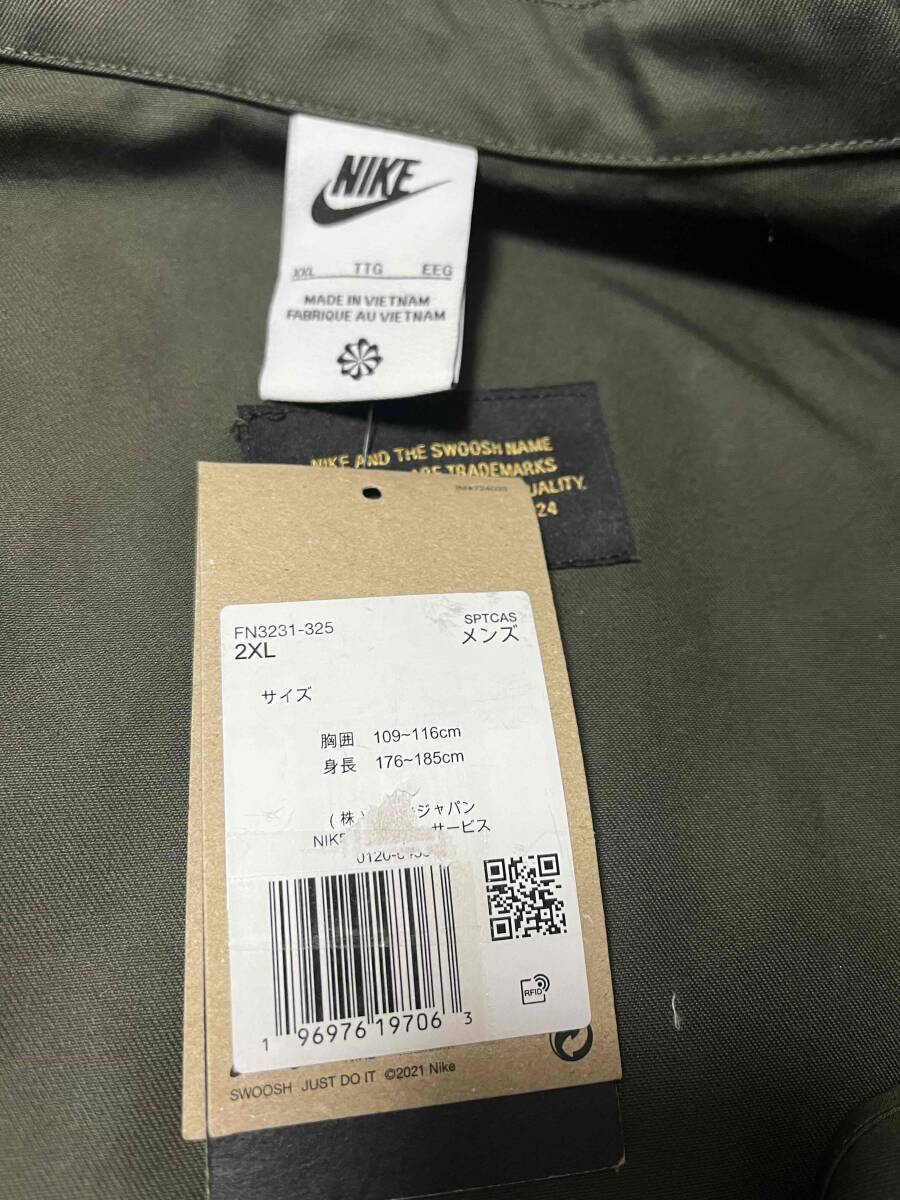 NIKE
XXL TTG EEG
MADE IN VIETNAM
FABRIQUE AU VIETNAM
NIKE AND THE SWOOSH NAME
TRADEMARKS
24
FN3231-325
2XL
SPTCAS
メンズ
サイズ
胸囲 109~116cm
身長 176~185cm
(株) ジャパン
サービス
RFID
1 96976 19706 3
SWOOSH JUST DO IT ©2021 Nike